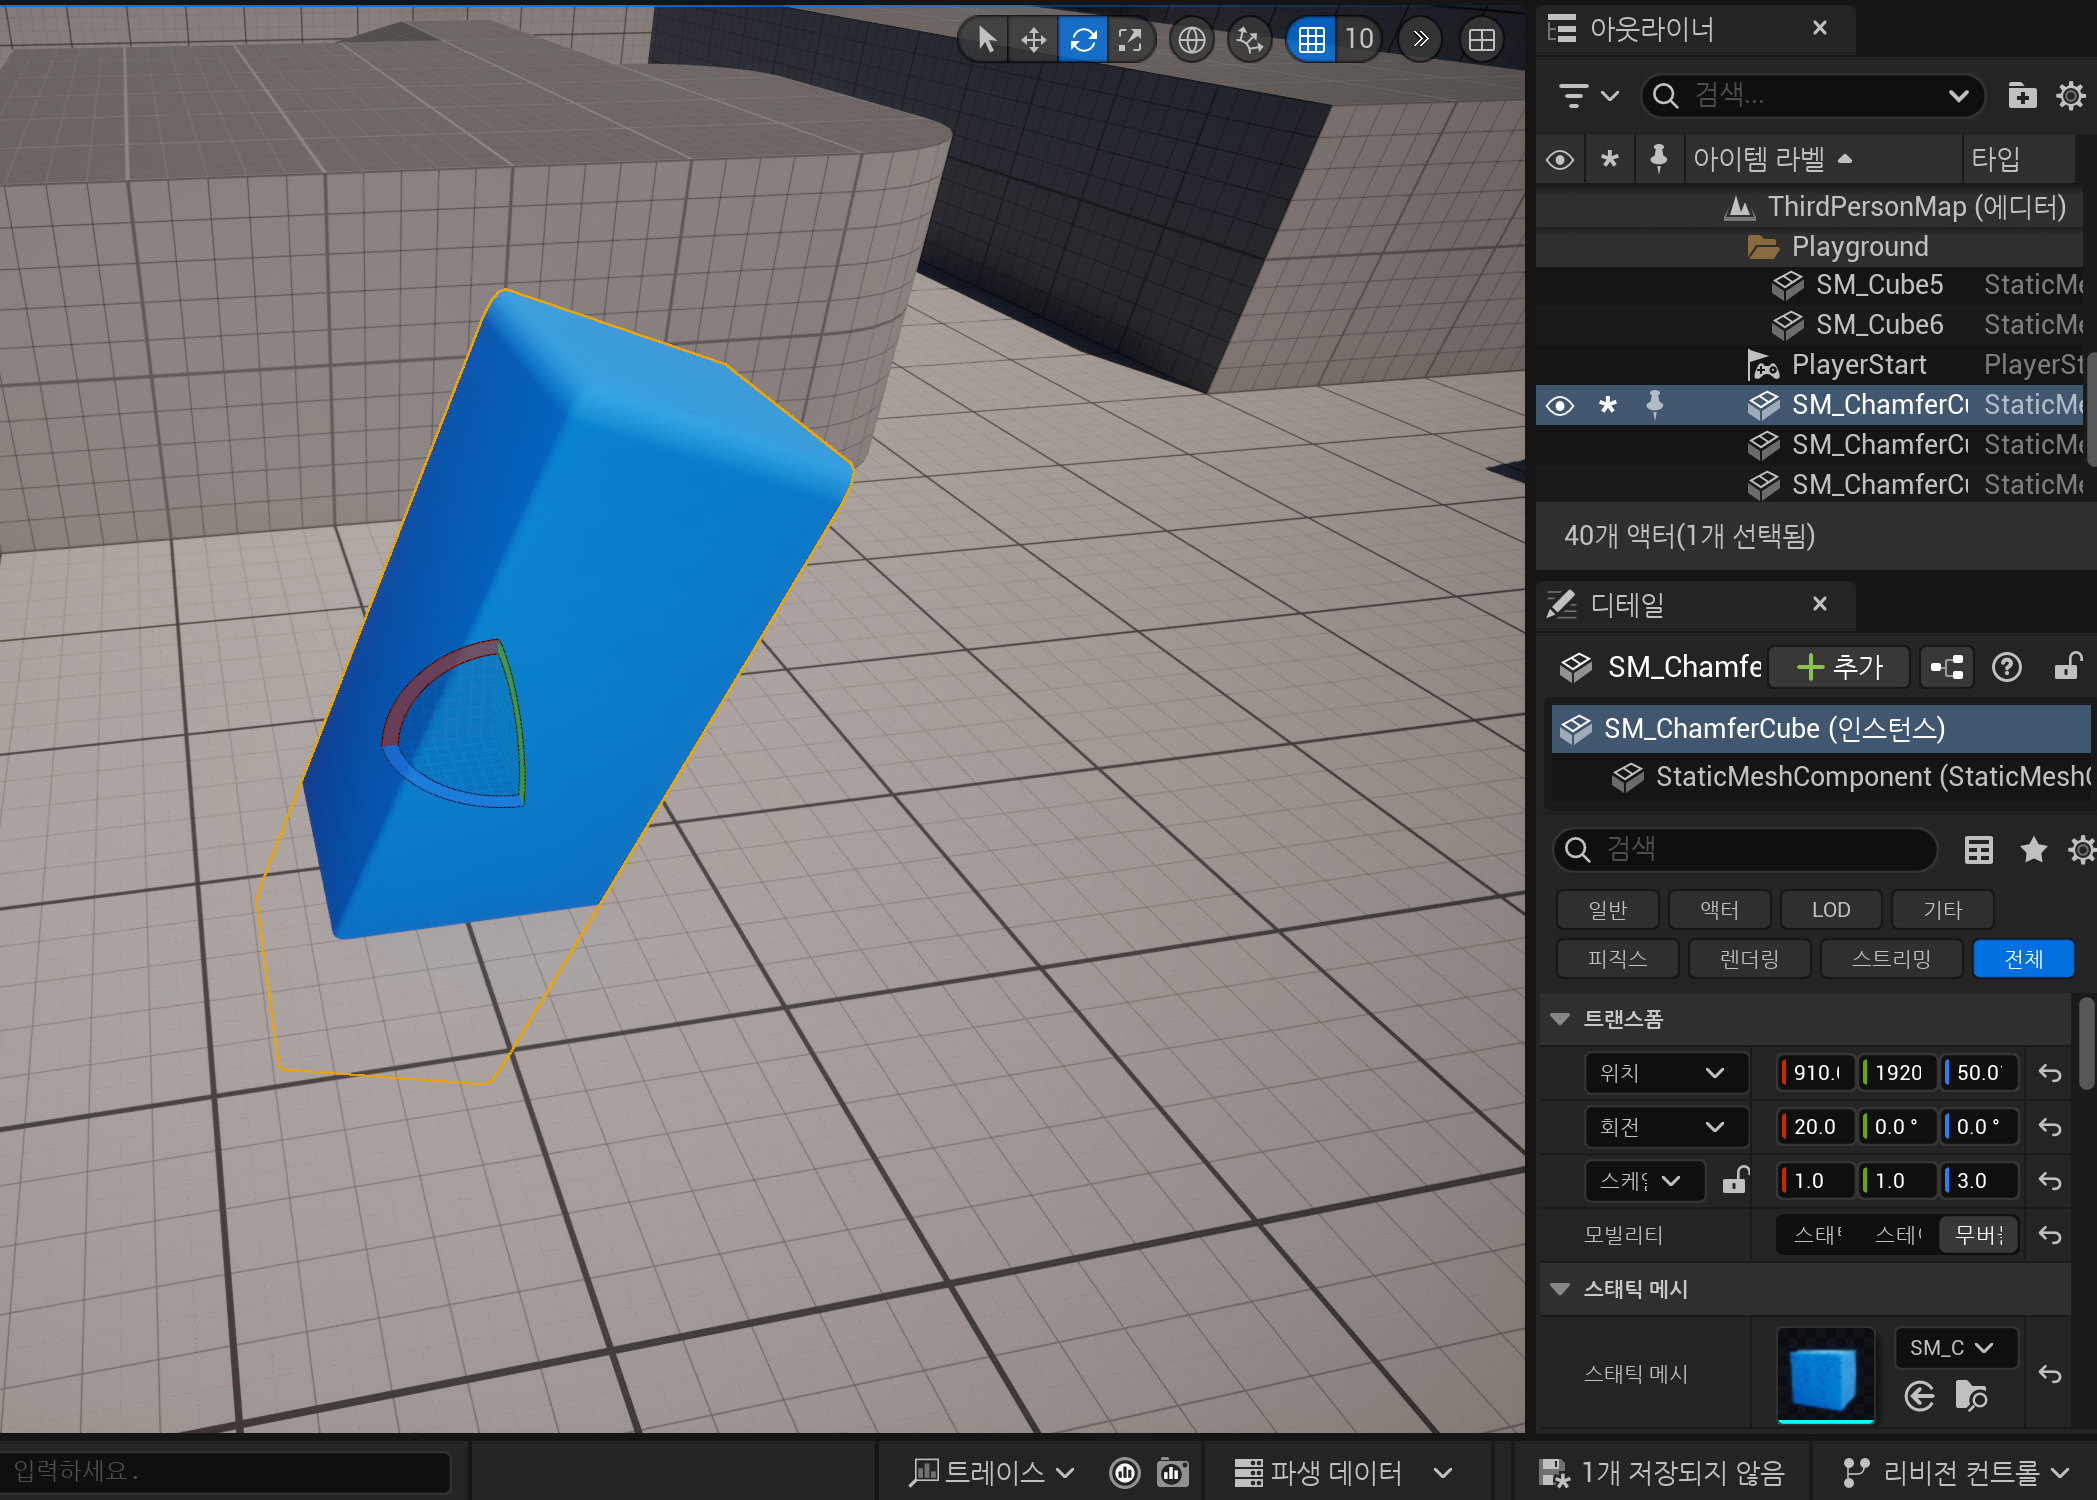 10
아웃라이너
검색...
아이템 라벨
타입
ThirdPersonMap (에디터)
Playground
SM_Cube5 StaticMe
SM_Cube6 StaticMe
PlayerStart PlayerSt
SM_ChamferCu StaticMe
SM_ChamferCu StaticMe
SM_ChamferCu StaticMe
40개 액터(1개 선택됨)
디테일
SM_Chamfe
추가
SM_ChamferCube (인스턴스)
StaticMeshComponent (StaticMesh
검색
일반 액터 LOD 기타
피직스 렌더링 스트리밍 전체
트랜스폼
위치 910. 1920 50.0
회전 20.0 0.0 ° 0.0 °
스케일 1.0 1.0 3.0
모빌리티 스태 스테 무버
스태틱 메시
SM_C
스태틱 메시
입력하세요.
트레이스
파생 데이터
1개 저장되지 않음
리비전 컨트롤